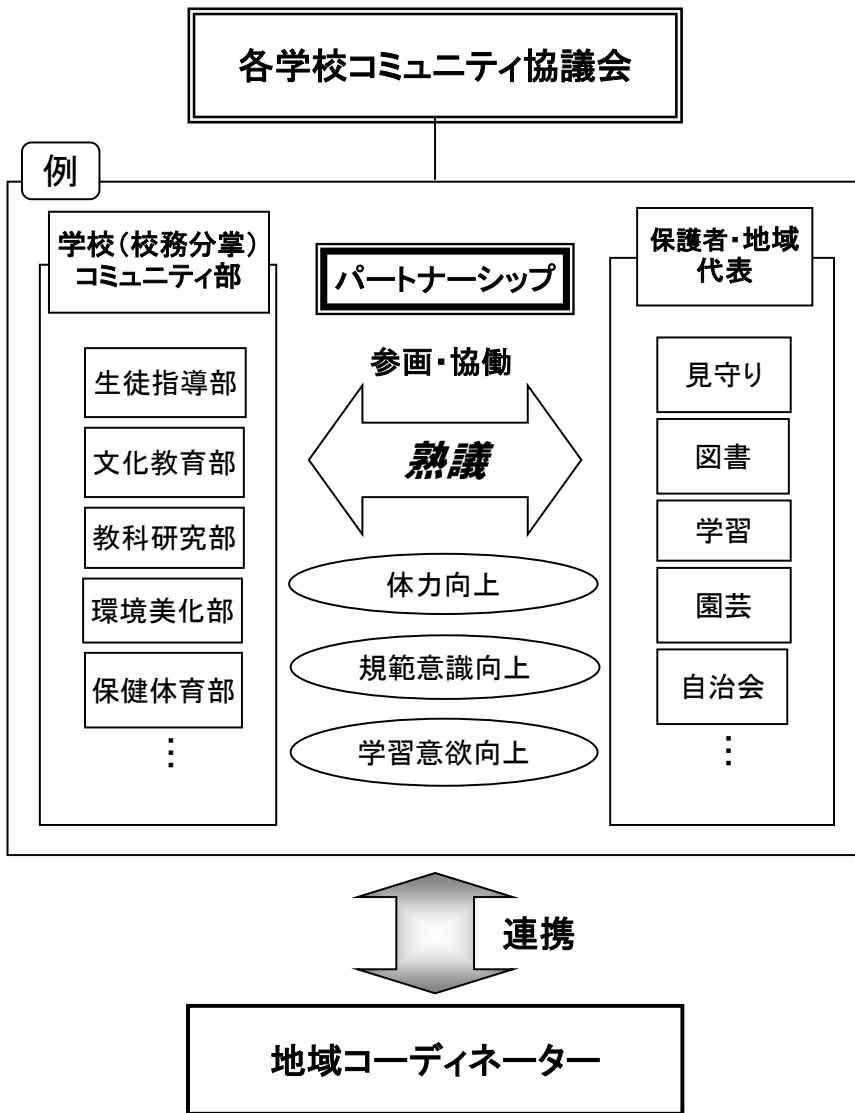 各学校コミュニティ協議会
例
学校(校務分掌)
コミュニティ部
生徒指導部
文化教育部
教科研究部
環境美化部
保健体育部
⋮
パートナーシップ
参画・協働
熟議
体力向上
規範意識向上
学習意欲向上
保護者・地域
代表
見守り
図書
学習
園芸
自治会
⋮
連携
地域コーディネーター